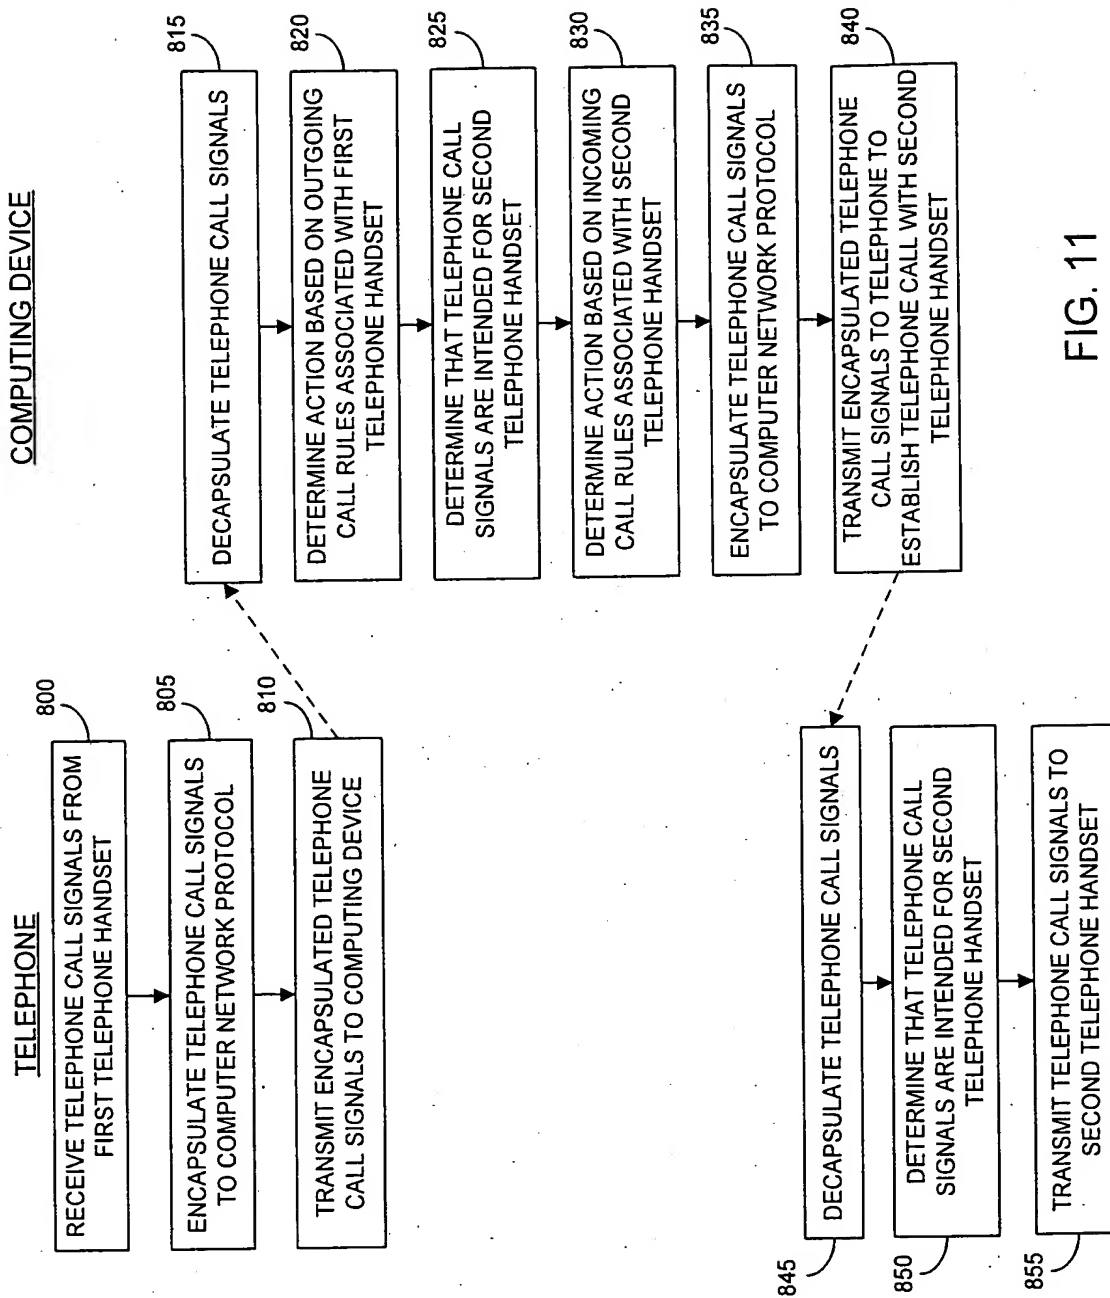 TELEPHONE
800
RECEIVE TELEPHONE CALL SIGNALS FROM
FIRST TELEPHONE HANDSET
805
ENCAPSULATE TELEPHONE CALL SIGNALS
TO COMPUTER NETWORK PROTOCOL
810
TRANSMIT ENCAPSULATED TELEPHONE
CALL SIGNALS TO COMPUTING DEVICE
COMPUTING DEVICE
815
DECAPSULATE TELEPHONE CALL SIGNALS
820
DETERMINE ACTION BASED ON OUTGOING
CALL RULES ASSOCIATED WITH FIRST
TELEPHONE HANDSET
825
DETERMINE THAT TELEPHONE CALL
SIGNALS ARE INTENDED FOR SECOND
TELEPHONE HANDSET
830
DETERMINE ACTION BASED ON INCOMING
CALL RULES ASSOCIATED WITH SECOND
TELEPHONE HANDSET
835
ENCAPSULATE TELEPHONE CALL SIGNALS
TO COMPUTER NETWORK PROTOCOL
840
TRANSMIT ENCAPSULATED TELEPHONE
CALL SIGNALS TO TELEPHONE TO
ESTABLISH TELEPHONE CALL WITH SECOND
TELEPHONE HANDSET
845
DECAPSULATE TELEPHONE CALL SIGNALS
850
DETERMINE THAT TELEPHONE CALL
SIGNALS ARE INTENDED FOR SECOND
TELEPHONE HANDSET
855
TRANSMIT TELEPHONE CALL SIGNALS TO
SECOND TELEPHONE HANDSET
FIG. 11